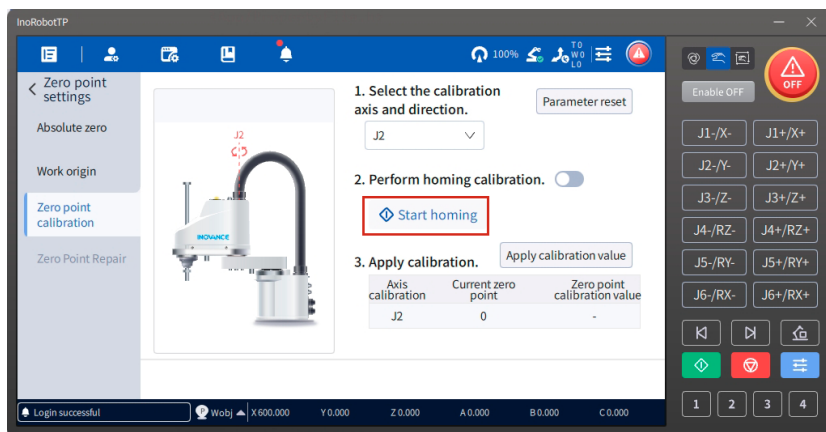 InoRobotTP
100%
T0
W0
L0
Zero point
settings
Absolute zero
Work origin
Zero point
calibration
Zero Point Repair
J2
INOVANCE
1. Select the calibration
axis and direction.
Parameter reset
J2
2. Perform homing calibration.
Start homing
3. Apply calibration.
Apply calibration value
Axis
calibration
Current zero
point
Zero point
calibration value
J2
0
-
Login successful
Wobj
X 600.000
Y 0.000
Z 0.000
A 0.000
B 0.000
C 0.000
OFF
Enable OFF
J1-/X-
J1+/X+
J2-/Y-
J2+/Y+
J3-/Z-
J3+/Z+
J4-/RZ-
J4+/RZ+
J5-/RY-
J5+/RY+
J6-/RX-
J6+/RX+
1
2
3
4